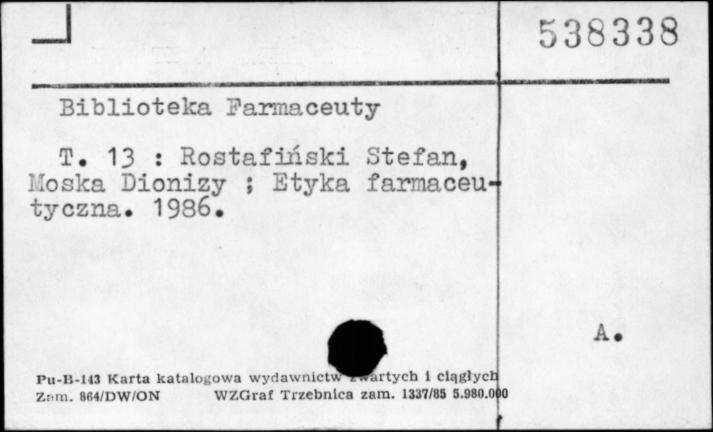 538338
Biblioteka Farmaceuty
T. 13 : Rostafiński Stefan,
Moska Dionizy ; Etyka farmaceu-
tyczna. 1986.
A.
Pu-B-143 Karta katalogowa wydawnictw zwartych i ciągłych
Zam. 864/DW/ON WZGraf Trzebnica zam. 1337/85 5.980.000